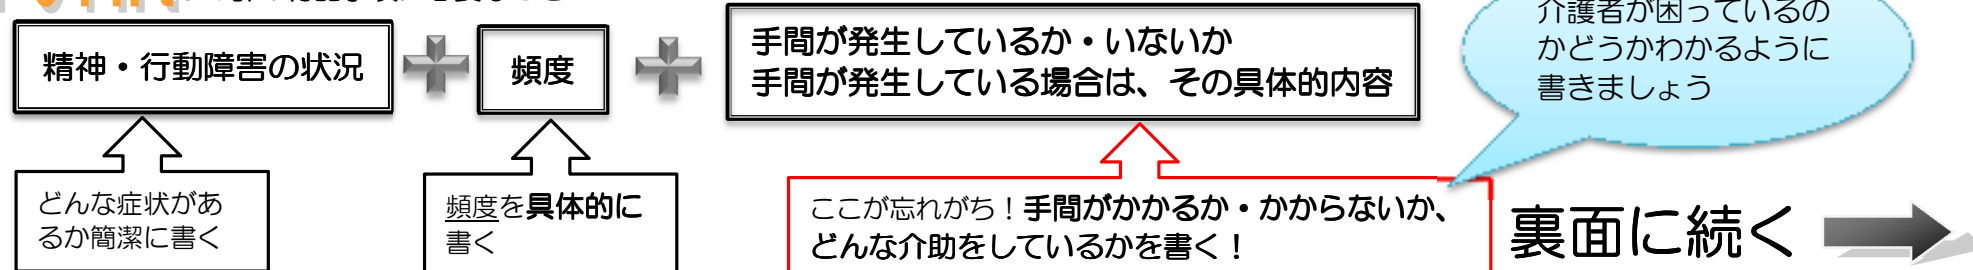 介護者が困っているの
かどうかわかるように
書きましょう
精神・行動障害の状況
頻度
手間が発生しているか・いないか
手間が発生している場合は、その具体的内容
どんな症状があ
るか簡潔に書く
頻度を具体的に
書く
ここが忘れがち！手間がかかるか・かからないか、
どんな介助をしているかを書く！
裏面に続く